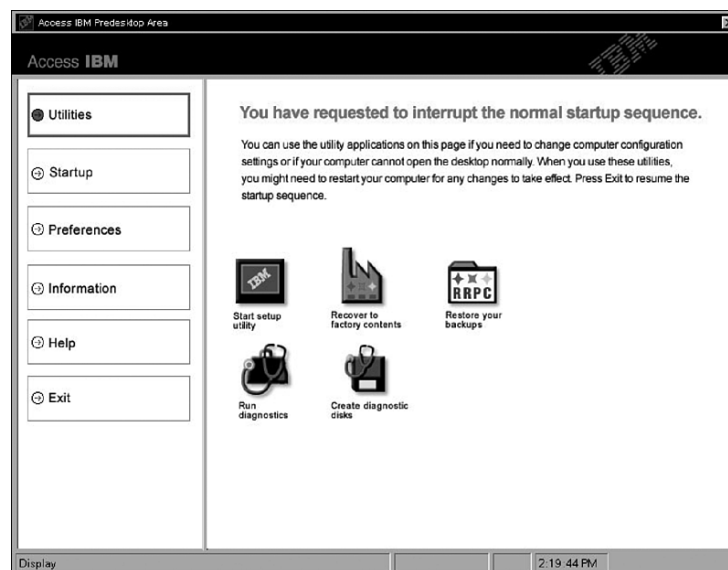 Access IBM Predesktop Area
Access IBM
IBM
Utilities
Startup
Preferences
Information
Help
Exit
You have requested to interrupt the normal startup sequence.
You can use the utility applications on this page if you need to change computer configuration
settings or if your computer cannot open the desktop normally. When you use these utilities,
you might need to restart your computer for any changes to take effect. Press Exit to resume the
startup sequence.
IBM
Start setup
utility
Recover to
factory contents
RRPC
Restore your
backups
Run
diagnostics
Create diagnostic
disks
Display
2:19:44 PM